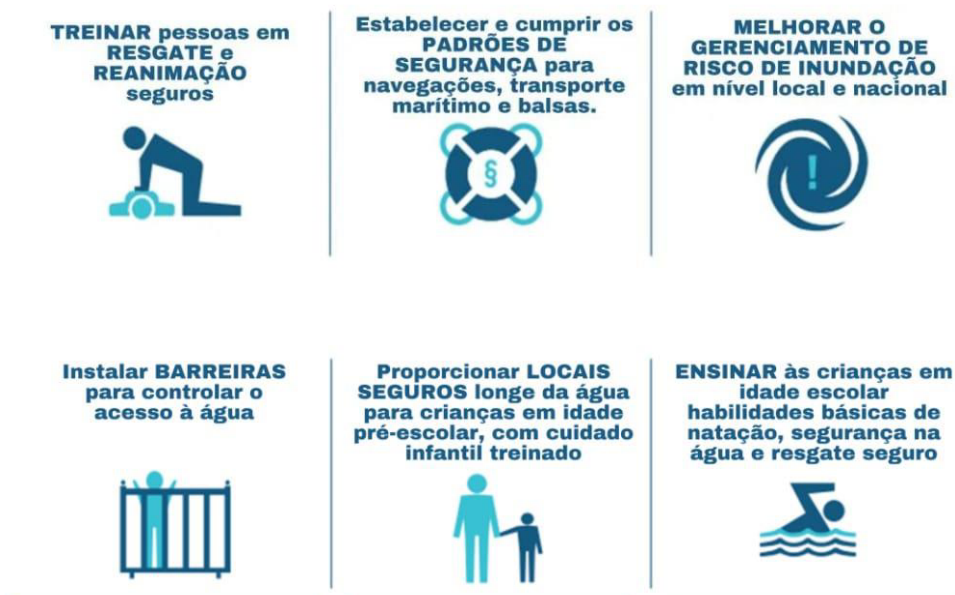 TREINAR pessoas em
RESGATE e
REANIMAÇÃO
seguros
Estabelecer e cumprir os
PADRÕES DE
SEGURANÇA para
navegações, transporte
marítimo e balsas.
§
MELHORAR O
GERENCIAMENTO DE
RISCO DE INUNDAÇÃO
em nível local e nacional
!
Instalar BARREIRAS
para controlar o
acesso à água
Proporcionar LOCAIS
SEGUROS longe da água
para crianças em idade
pré-escolar, com cuidado
infantil treinado
ENSINAR às crianças em
idade escolar
habilidades básicas de
natação, segurança na
água e resgate seguro